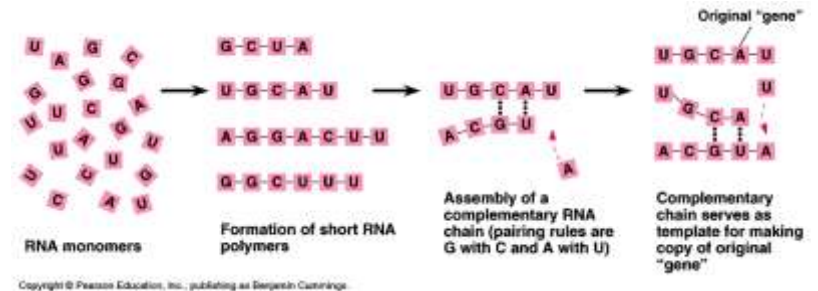 U A G C
G G
G U C A
U G
A U
U U
U C G
C A U
RNA monomers
G-C-U-A
U-G-C-A-U
A-G-G-A-C-U-U
G-G-C-U-U-U
Formation of short RNA
polymers
U-G-C-A-U
A-C-G-U
A
Assembly of a
complementary RNA
chain (pairing rules are
G with C and A with U)
Original "gene"
U-G-C-A-U
U-G-C-A
U
A-C-G-U-A
Complementary
chain serves as
template for making
copy of original
"gene"
Copyright © Pearson Education, Inc., publishing as Benjamin Cummings.